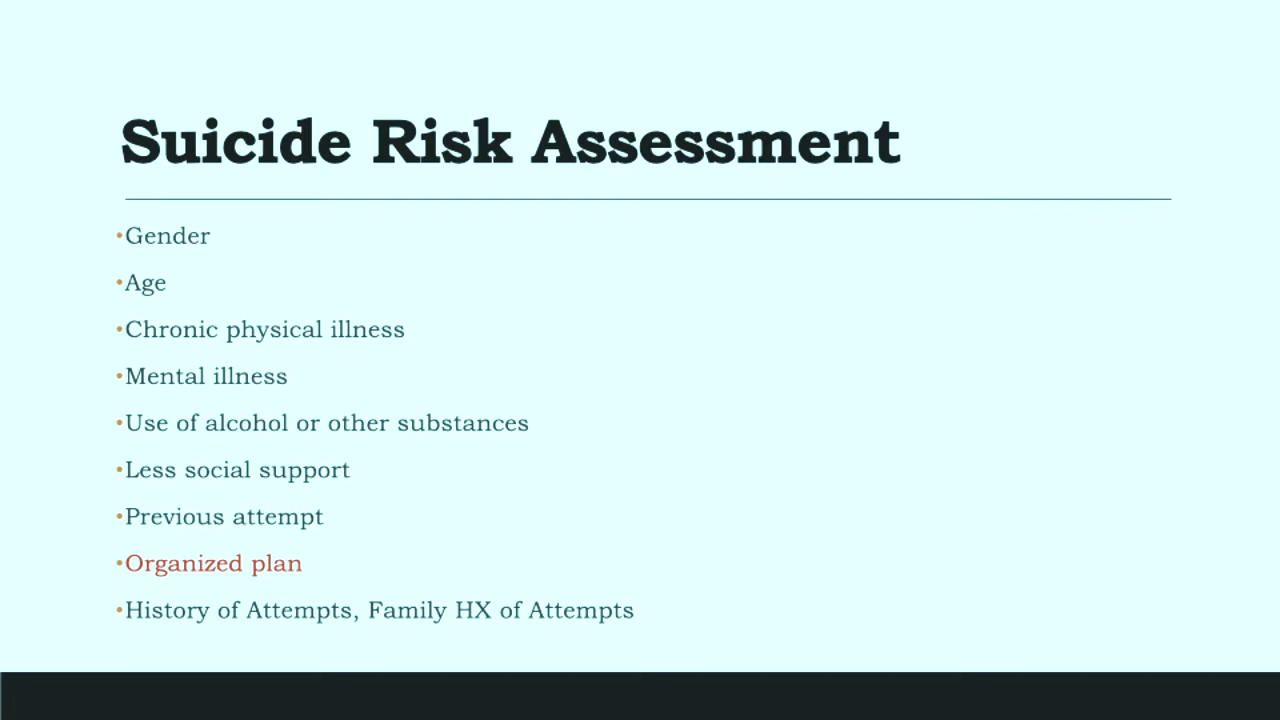 Suicide Risk Assessment
•Gender
•Age
•Chronic physical illness
•Mental illness
•Use of alcohol or other substances
•Less social support
•Previous attempt
•Organized plan
•History of Attempts, Family HX of Attempts